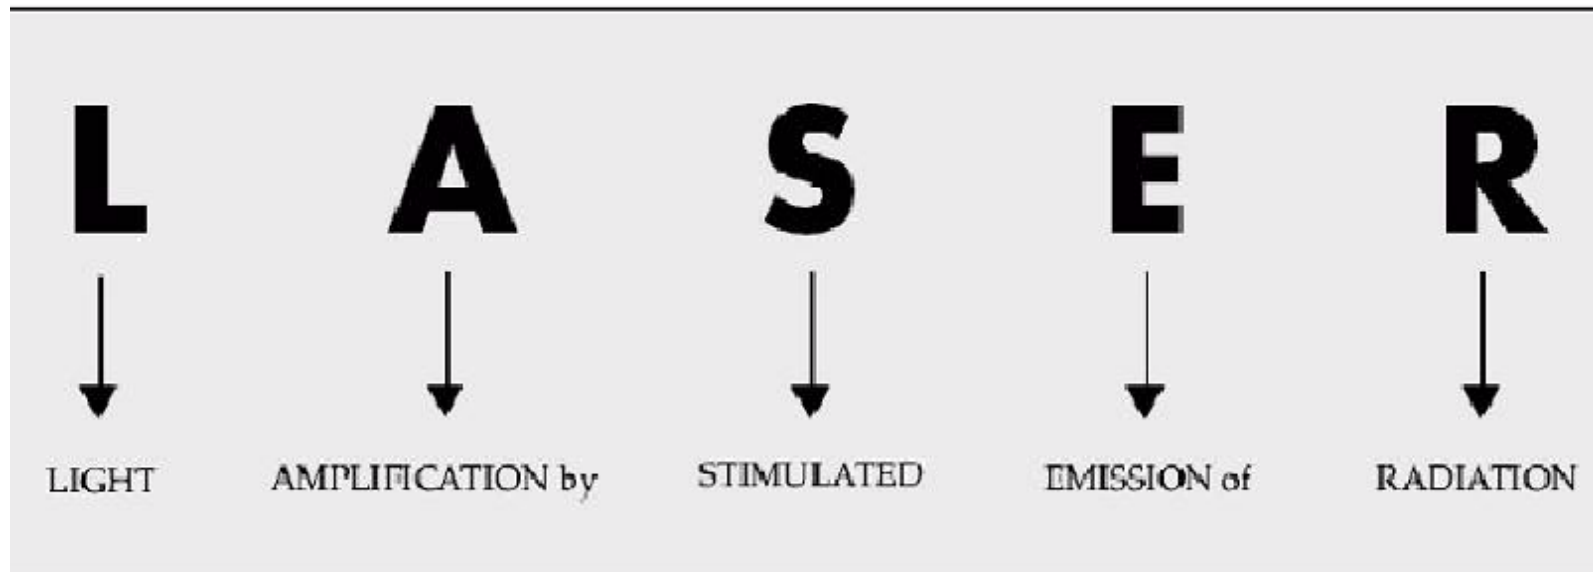 L A S E R
LIGHT AMPLIFICATION by STIMULATED EMISSION of RADIATION